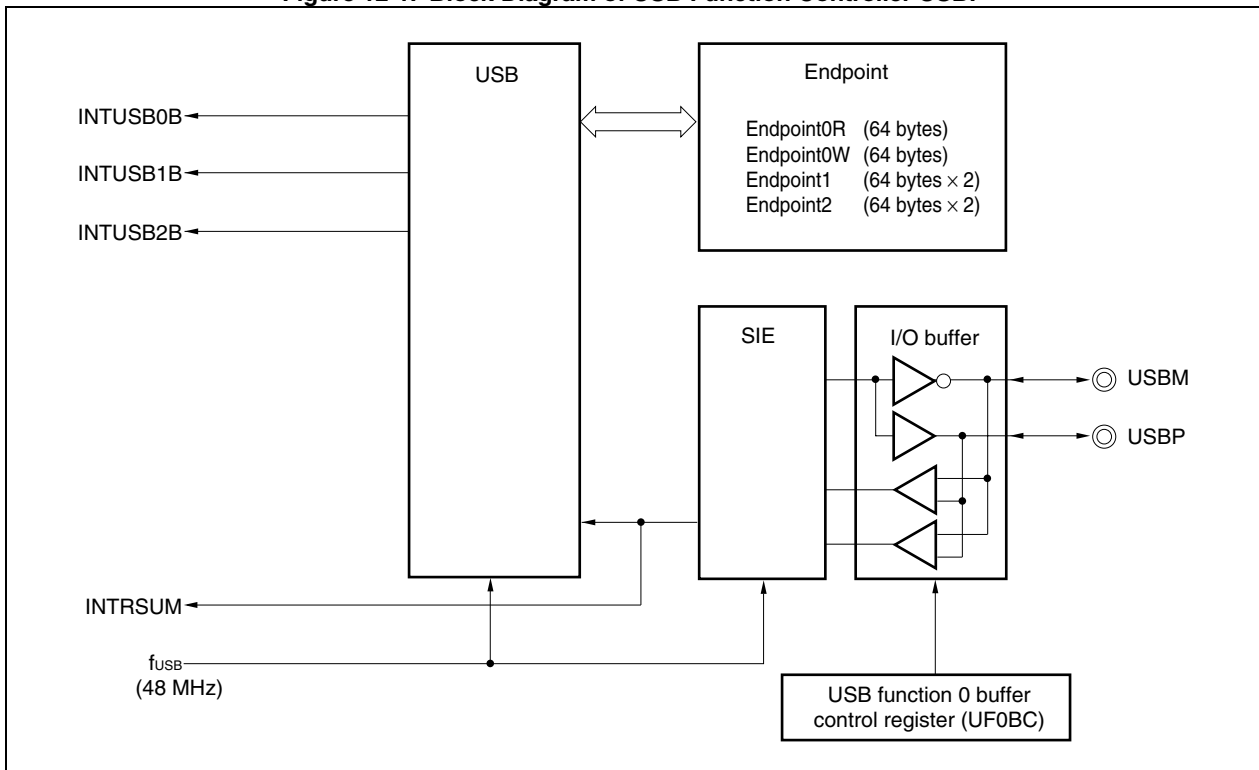 USB
Endpoint
INTUSB0B
Endpoint0R (64 bytes)
Endpoint0W (64 bytes)
INTUSB1B
Endpoint1 (64 bytes × 2)
Endpoint2 (64 bytes × 2)
INTUSB2B
SIE
I/O buffer
USBM
USBP
INTRSUM
fUSB
(48 MHz)
USB function 0 buffer
control register (UF0BC)